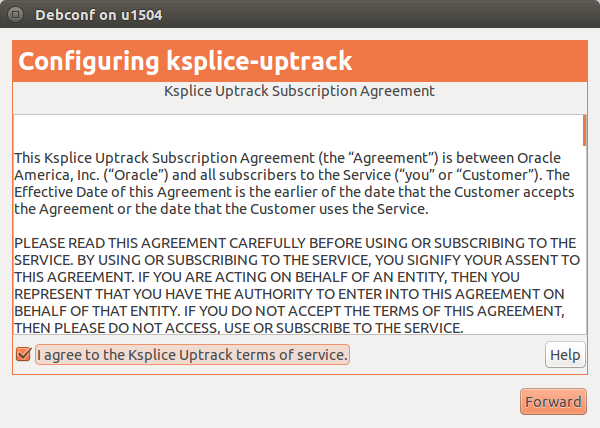 Debconf on u1504
Configuring ksplice-uptrack
Ksplice Uptrack Subscription Agreement
This Ksplice Uptrack Subscription Agreement (the “Agreement”) is between Oracle
America, Inc. (“Oracle”) and all subscribers to the Service (“you” or “Customer”). The
Effective Date of this Agreement is the earlier of the date that the Customer accepts
the Agreement or the date that the Customer uses the Service.
PLEASE READ THIS AGREEMENT CAREFULLY BEFORE USING OR SUBSCRIBING TO THE
SERVICE. BY USING OR SUBSCRIBING TO THE SERVICE, YOU SIGNIFY YOUR ASSENT TO
THIS AGREEMENT. IF YOU ARE ACTING ON BEHALF OF AN ENTITY, THEN YOU
REPRESENT THAT YOU HAVE THE AUTHORITY TO ENTER INTO THIS AGREEMENT ON
BEHALF OF THAT ENTITY. IF YOU DO NOT ACCEPT THE TERMS OF THIS AGREEMENT,
THEN PLEASE DO NOT ACCESS, USE OR SUBSCRIBE TO THE SERVICE.
I agree to the Ksplice Uptrack terms of service.
Help
Forward